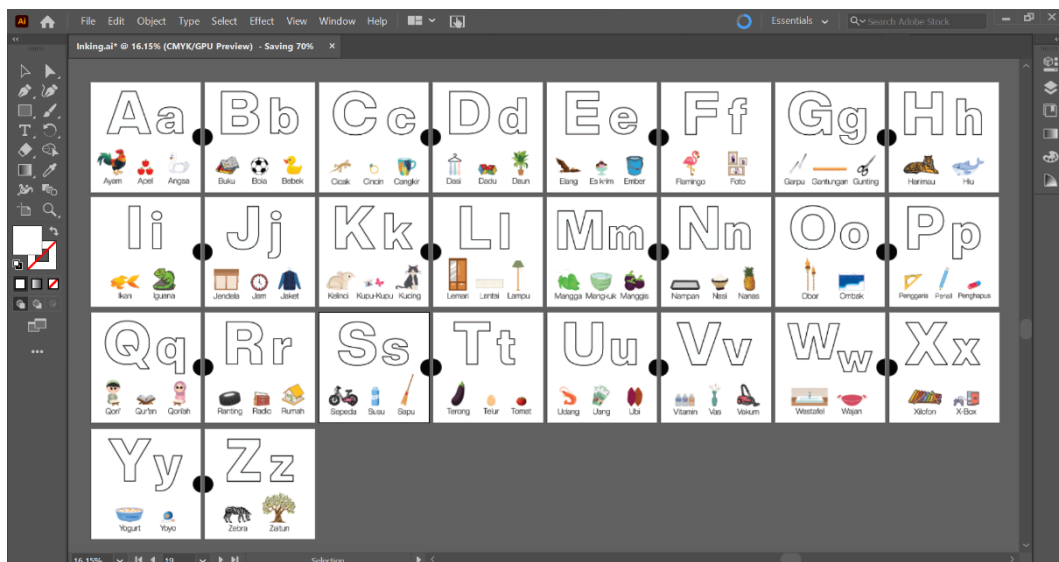 Ai File Edit Object Type Select Effect View Window Help Essentials Search Adobe Stock
Inking.ai* @ 16.15% (CMYK/GPU Preview) - Saving 70% ×
Aa Bb Cc Dd Ee Ff Gg Hh
Ayam Apel Angsa Buku Bola Bebek Cicak Cincin Cangkir Dasi Dadu Daun Elang Es krim Ember Flamingo Foto Garpu Gantungan Gunting Harimau Hiu
Ii Jj Kk Ll Mm Nn Oo Pp
Ikan Iguana Jendela Jam Jaket Kelinci Kupu-Kupu Kucing Lemari Lantai Lampu Mangga Mangkuk Manggis Nampan Nasi Nanas Obor Ombak Penggaris Pensil Penghapus
Qq Rr Ss Tt Uu Vv Ww Xx
Qori' Qur'an Qoriah Ranting Radio Rumah Sepeda Susu Sapu Terong Telur Tomat Udang Uang Ubi Vitamin Vas Vakum Wastafel Wajan Xilofon X-Box
Yy Zz
Yogurt Yoyo Zebra Zaitun
16.15% 19 Selection